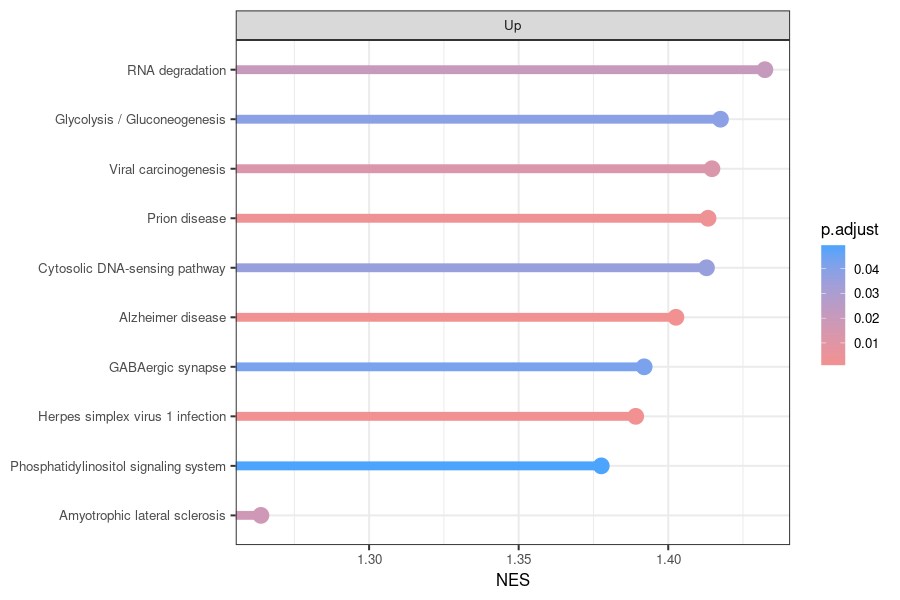 Up
RNA degradation
Glycolysis / Gluconeogenesis
Viral carcinogenesis
Prion disease
Cytosolic DNA-sensing pathway
Alzheimer disease
GABAergic synapse
Herpes simplex virus 1 infection
Phosphatidylinositol signaling system
Amyotrophic lateral sclerosis
1.30 1.35 1.40
NES
p.adjust
0.04
0.03
0.02
0.01